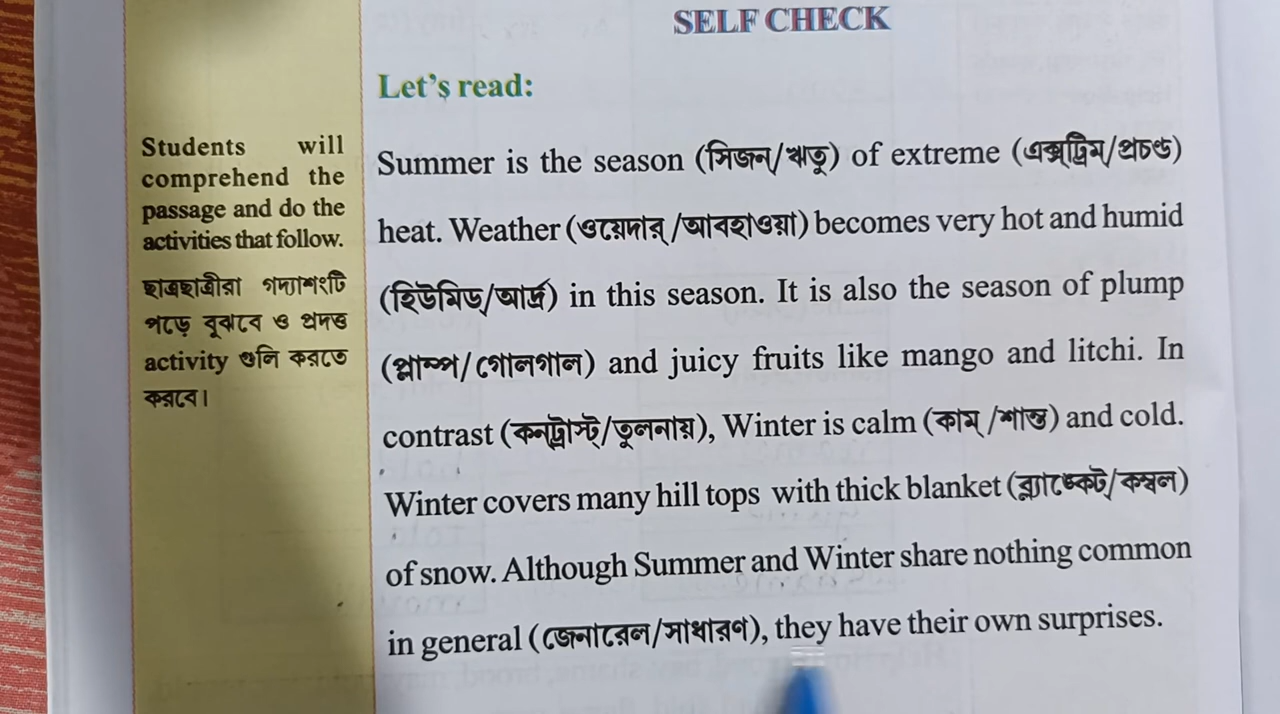 SELF CHECK
Let's read:
Students will
comprehend the
passage and do the
activities that follow.
ছাত্রছাত্রীরা গদ্যাংশটি
পড়ে বুঝবে ও প্রদত্ত
activity গুলি করতে
করবে।
Summer is the season (সিজন/ঋতু) of extreme (এক্সট্রিম/প্রচণ্ড)
heat. Weather (ওয়েদার্ /আবহাওয়া) becomes very hot and humid
(হিউমিড্/আর্দ্র) in this season. It is also the season of plump
(প্লাম্প/গোলগাল) and juicy fruits like mango and litchi. In
contrast (কনট্রাস্ট্/তুলনায়), Winter is calm (কাম্ /শান্ত) and cold.
Winter covers many hill tops with thick blanket (ব্ল্যাঙ্কেট/কম্বল)
of snow. Although Summer and Winter share nothing common
in general (জেনারেল/সাধারণ), they have their own surprises.